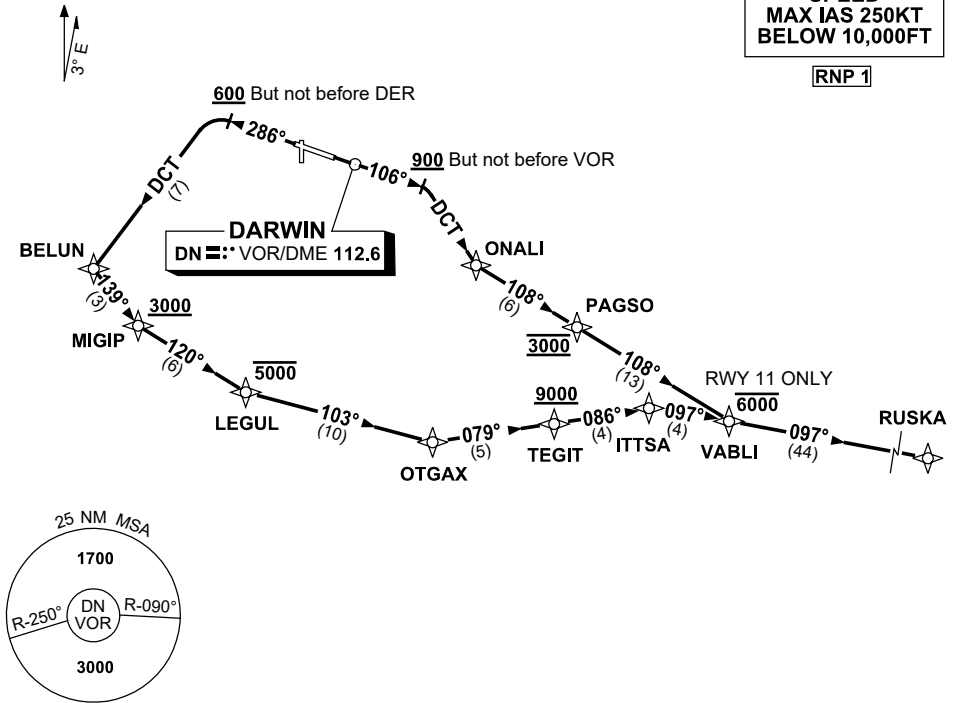 MAX IAS 250KT
BELOW 10,000FT
RNP 1
3° E
600 But not before DER
286°
106°
900 But not before VOR
DCT
(7)
DCT
DARWIN
DN VOR/DME 112.6
BELUN
ONALI
139°
(3)
108°
(6)
PAGSO
3000
MIGIP
3000
120°
(6)
108°
(13)
RWY 11 ONLY
5000
6000
LEGUL
9000
RUSKA
103°
(10)
079°
(5)
086°
(4)
097°
(4)
097°
(44)
OTGAX
TEGIT
ITTSA
VABLI
25 NM MSA
1700
R-250°
DN
VOR
R-090°
3000